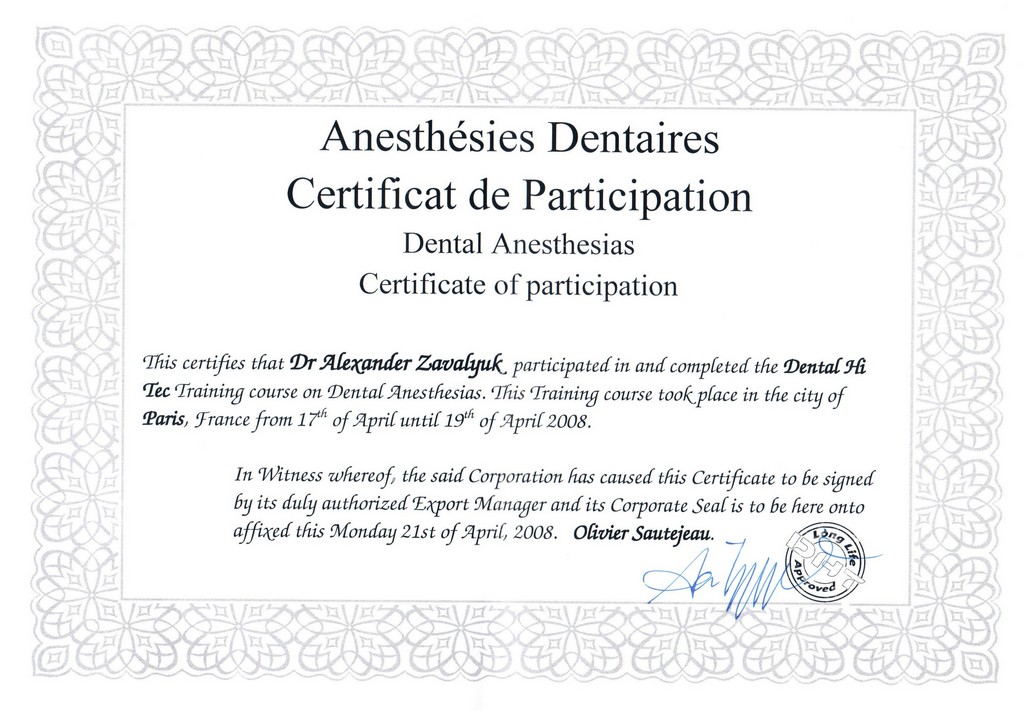 Anesthésies Dentaires
Certificat de Participation
Dental Anesthesias
Certificate of participation
This certifies that Dr Alexander Zavalyuk participated in and completed the Dental Hi
Tec Training course on Dental Anesthesias. This Training course took place in the city of
Paris, France from 17th of April until 19th of April 2008.
In Witness whereof, the said Corporation has caused this Certificate to be signed
by its duly authorized Export Manager and its Corporate Seal is to be here onto
affixed this Monday 21st of April, 2008. Olivier Sautejeau.
Long Life
DHT
Approved